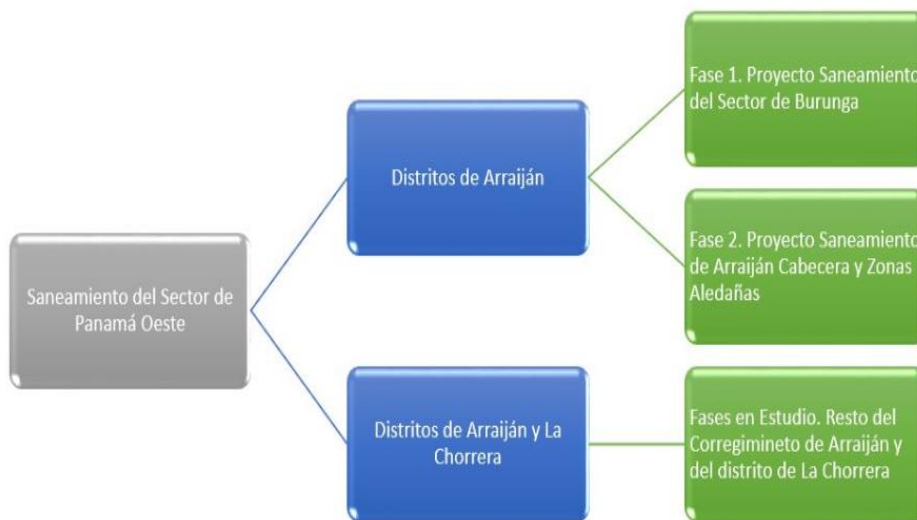 Saneamiento del Sector de
Panamá Oeste
Distritos de Arraiján
Distritos de Arraiján y La
Chorrera
Fase 1. Proyecto Saneamiento
del Sector de Burunga
Fase 2. Proyecto Saneamiento
de Arraiján Cabecera y Zonas
Aledañas
Fases en Estudio. Resto del
Corregimineto de Arraiján y
del distrito de La Chorrera